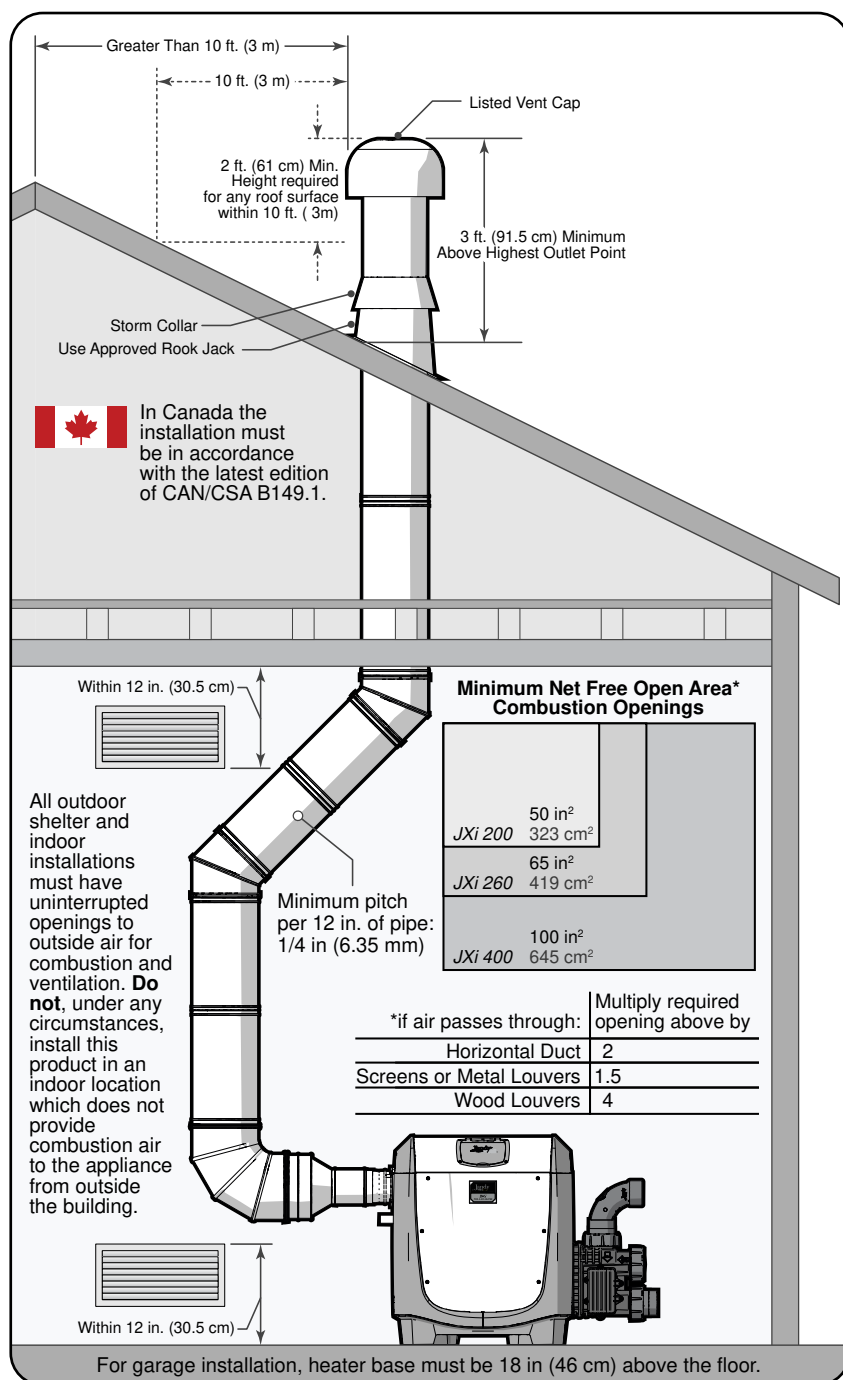 Greater Than 10 ft. (3 m)
10 ft. (3 m)
Listed Vent Cap
2 ft. (61 cm) Min.
Height required
for any roof surface
within 10 ft. ( 3m)
3 ft. (91.5 cm) Minimum
Above Highest Outlet Point
Storm Collar
Use Approved Rook Jack
In Canada the
installation must
be in accordance
with the latest edition
of CAN/CSA B149.1.
Within 12 in. (30.5 cm)
Minimum Net Free Open Area*
Combustion Openings
50 in²
JXi 200 323 cm²
65 in²
JXi 260 419 cm²
100 in²
JXi 400 645 cm²
All outdoor
shelter and
indoor
installations
must have
uninterrupted
openings to
outside air for
combustion and
ventilation. Do
not, under any
circumstances,
install this
product in an
indoor location
which does not
provide
combustion air
to the appliance
from outside
the building.
Minimum pitch
per 12 in. of pipe:
1/4 in (6.35 mm)
*if air passes through: Multiply required
opening above by
Horizontal Duct 2
Screens or Metal Louvers 1.5
Wood Louvers 4
Within 12 in. (30.5 cm)
For garage installation, heater base must be 18 in (46 cm) above the floor.